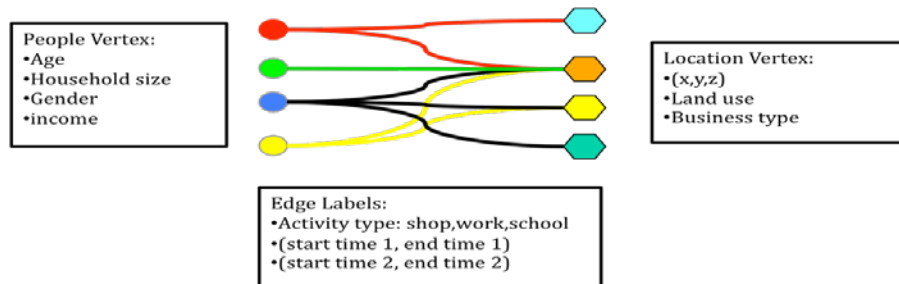 People Vertex:
•Age
•Household size
•Gender
•income
Location Vertex:
•(x,y,z)
•Land use
•Business type
Edge Labels:
•Activity type: shop,work,school
•(start time 1, end time 1)
•(start time 2, end time 2)